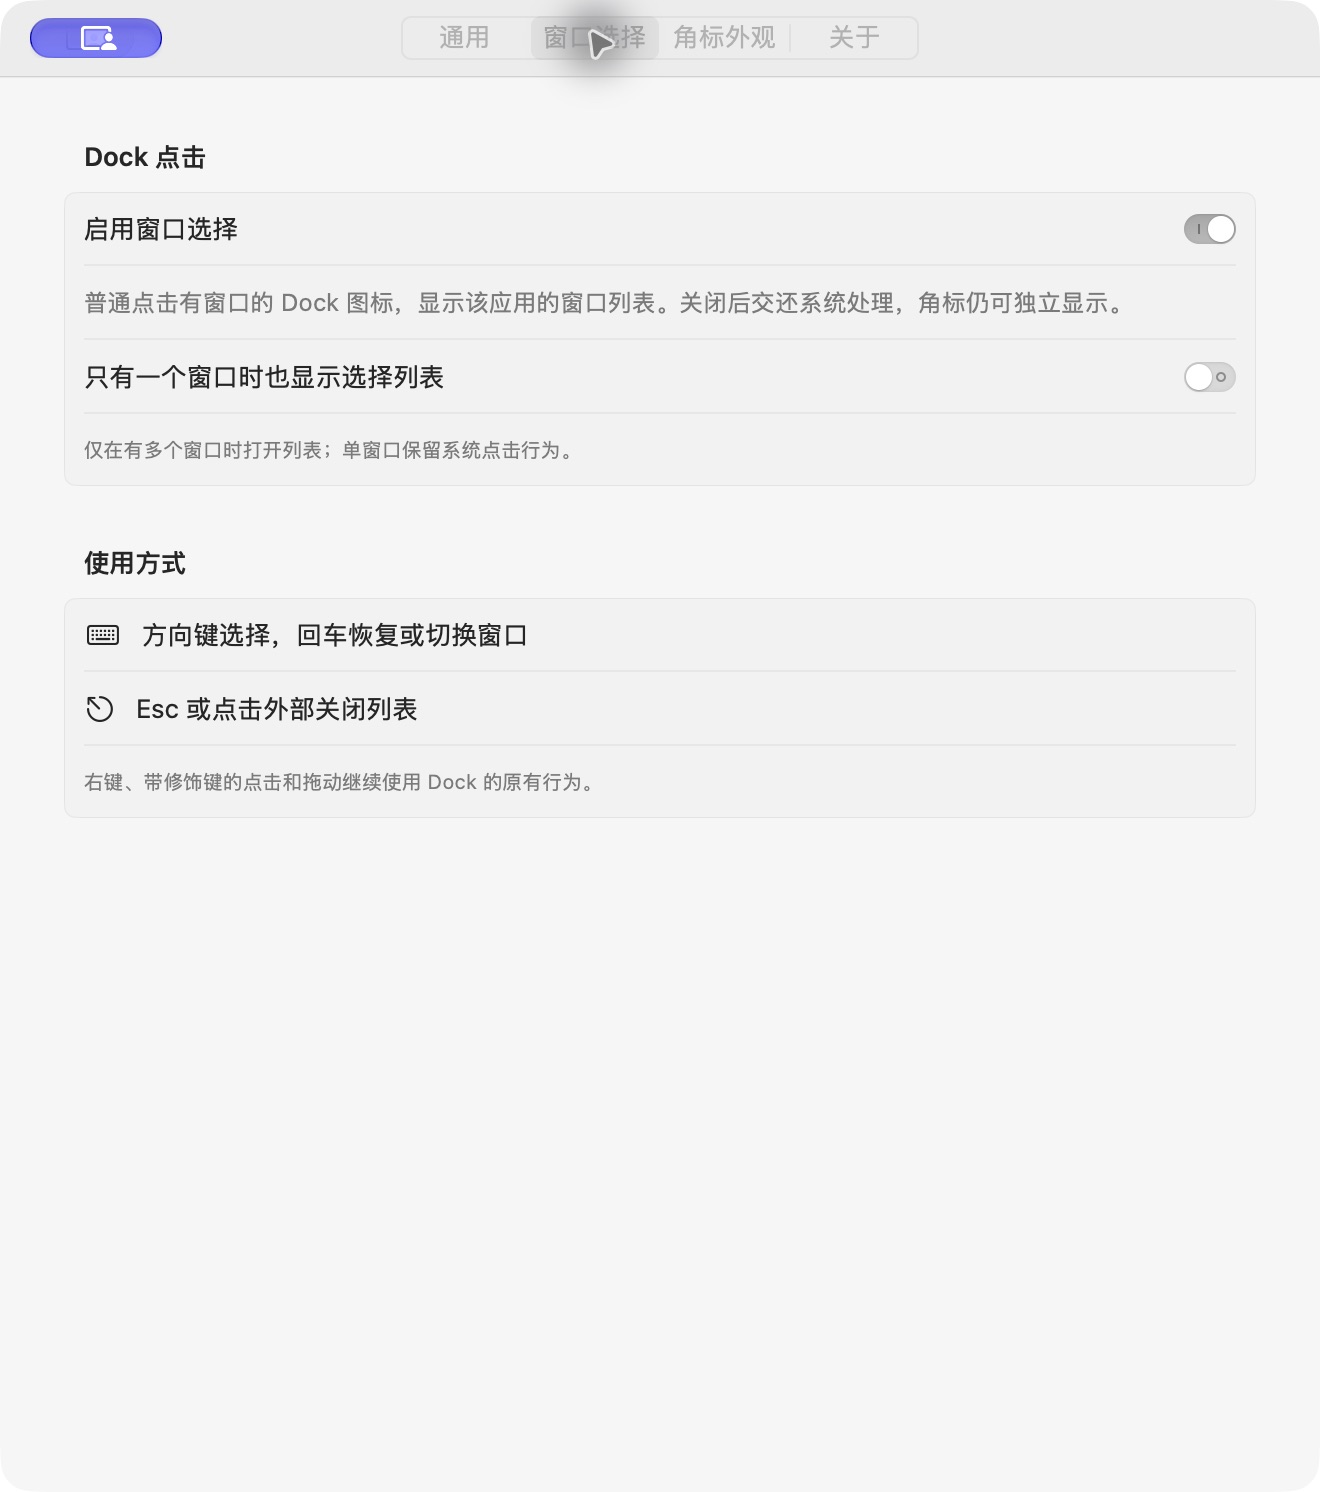 通用
窗口选择
角标外观
关于
Dock 点击
启用窗口选择
普通点击有窗口的 Dock 图标，显示该应用的窗口列表。关闭后交还系统处理，角标仍可独立显示。
只有一个窗口时也显示选择列表
仅在有多个窗口时打开列表；单窗口保留系统点击行为。
使用方式
方向键选择，回车恢复或切换窗口
Esc 或点击外部关闭列表
右键、带修饰键的点击和拖动继续使用 Dock 的原有行为。